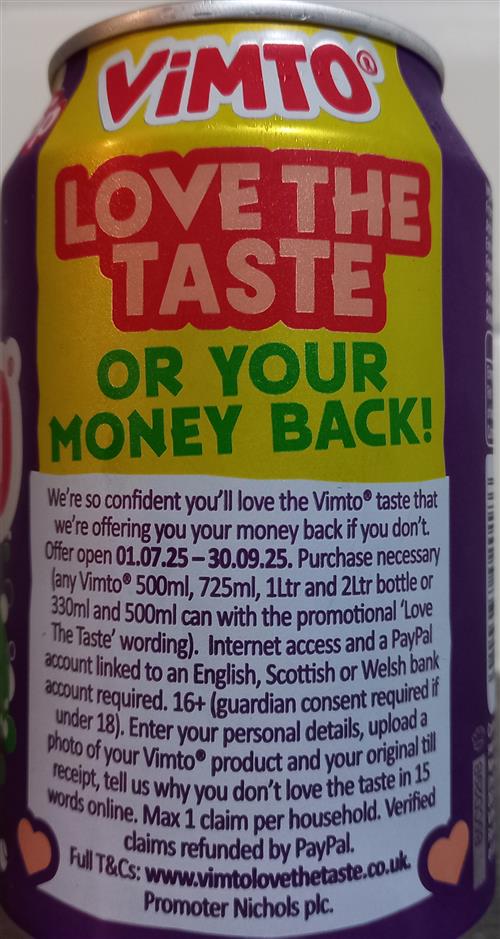 ViMTO®
LOVE THE
TASTE
OR YOUR
MONEY BACK!
We're so confident you'll love the Vimto® taste that
we're offering you your money back if you don't.
Offer open 01.07.25 – 30.09.25. Purchase necessary
(any Vimto® 500ml, 725ml, 1Ltr and 2Ltr bottle or
330ml and 500ml can with the promotional 'Love
The Taste' wording). Internet access and a PayPal
account linked to an English, Scottish or Welsh bank
account required. 16+ (guardian consent required if
under 18). Enter your personal details, upload a
photo of your Vimto® product and your original till
receipt, tell us why you don't love the taste in 15
words online. Max 1 claim per household. Verified
claims refunded by PayPal.
Full T&Cs: www.vimtolovethetaste.co.uk.
Promoter Nichols plc.